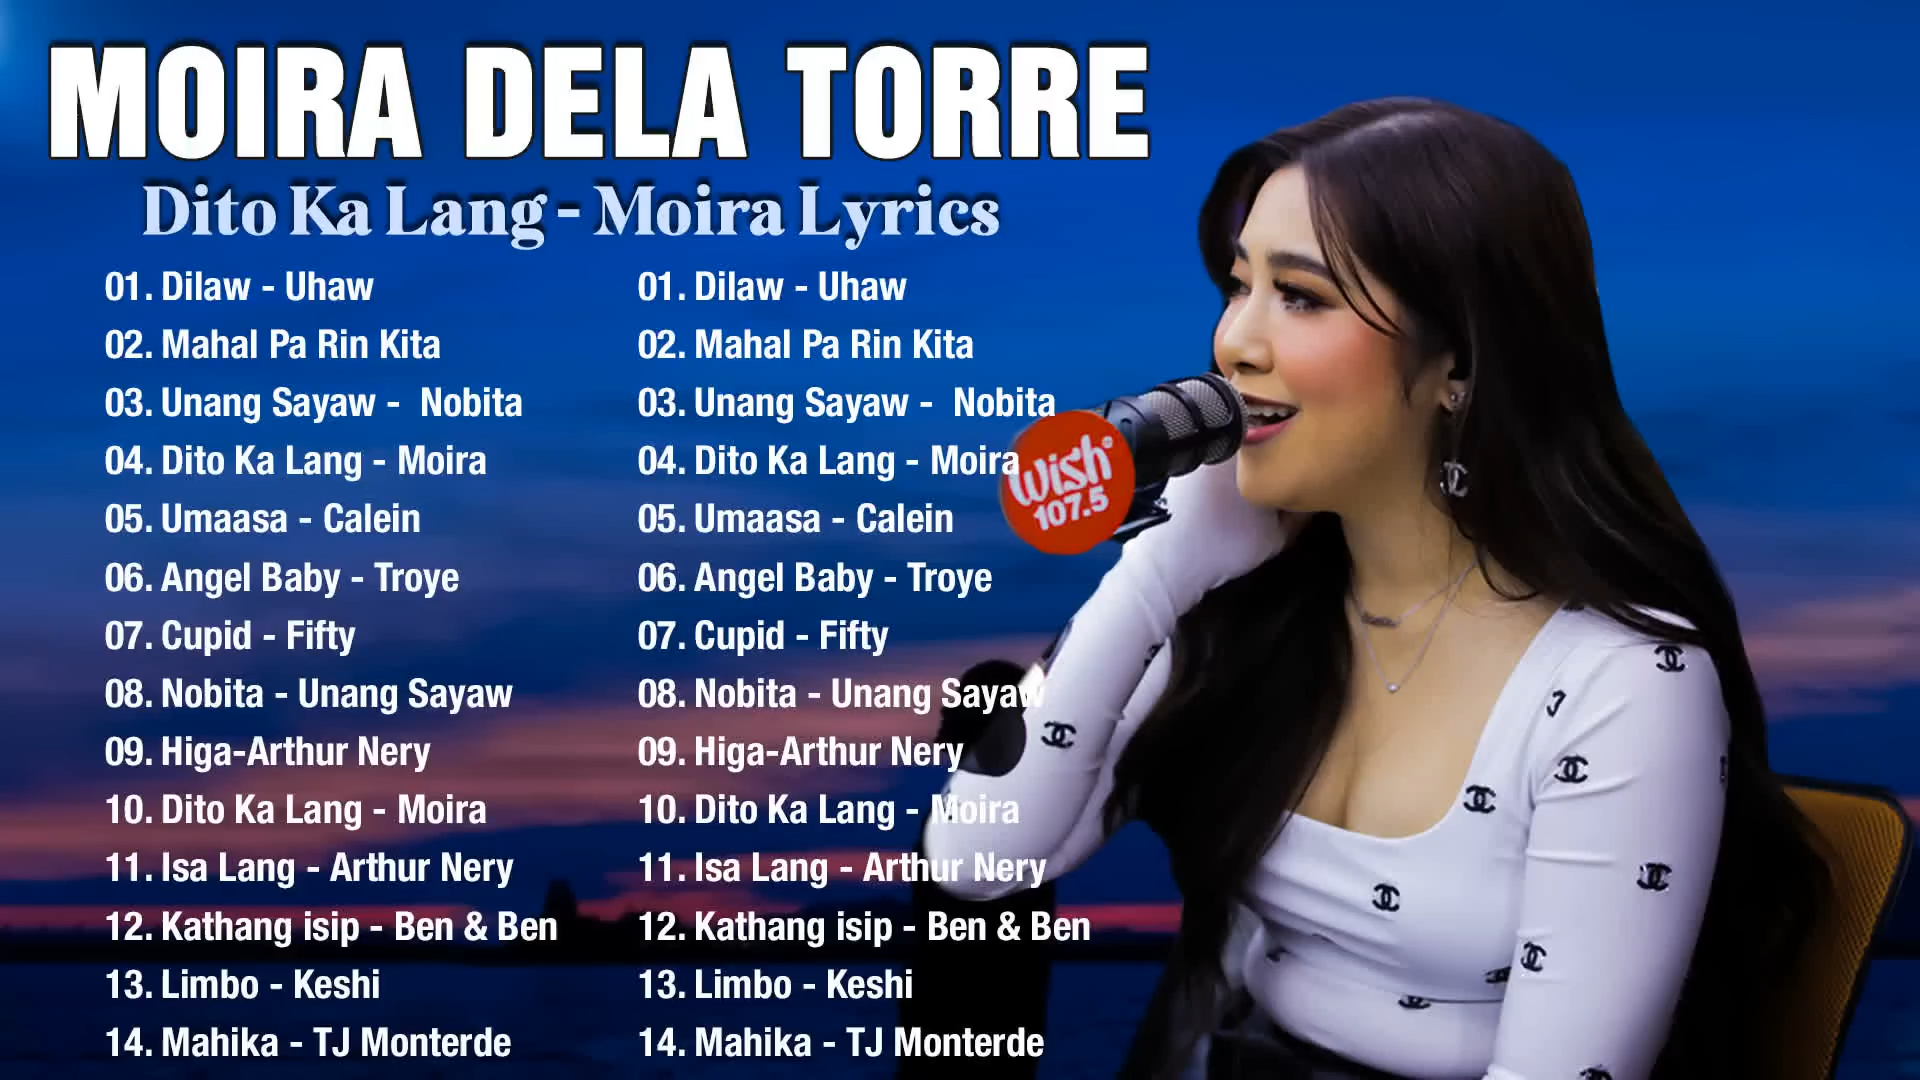 MOIRA DELA TORRE
Dito Ka Lang - Moira Lyrics
01. Dilaw - Uhaw
02. Mahal Pa Rin Kita
03. Unang Sayaw - Nobita
04. Dito Ka Lang - Moira
05. Umaasa - Calein
06. Angel Baby - Troye
07. Cupid - Fifty
08. Nobita - Unang Sayaw
09. Higa-Arthur Nery
10. Dito Ka Lang - Moira
11. Isa Lang - Arthur Nery
12. Kathang isip - Ben & Ben
13. Limbo - Keshi
14. Mahika - TJ Monterde
01. Dilaw - Uhaw
02. Mahal Pa Rin Kita
03. Unang Sayaw - Nobita
04. Dito Ka Lang - Moira
05. Umaasa - Calein
06. Angel Baby - Troye
07. Cupid - Fifty
08. Nobita - Unang Sayaw
09. Higa-Arthur Nery
10. Dito Ka Lang - Moira
11. Isa Lang - Arthur Nery
12. Kathang isip - Ben & Ben
13. Limbo - Keshi
14. Mahika - TJ Monterde
wish
107.5